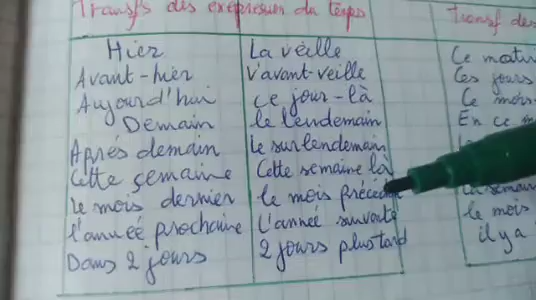 Transf des expression du temps
Transf des
Hier La veille
Avant-hier L'avant-veille
Aujourd'hui ce jour-là
Demain le lendemain
Après demain le surlendemain
Cette semaine Cette semaine là
Le mois dernier le mois précédent
L'année prochaine L'année suivante
Dans 2 jours 2 jours plus tard
Ce matin
Ces jours
Ce mois
En ce
le mois
il y a